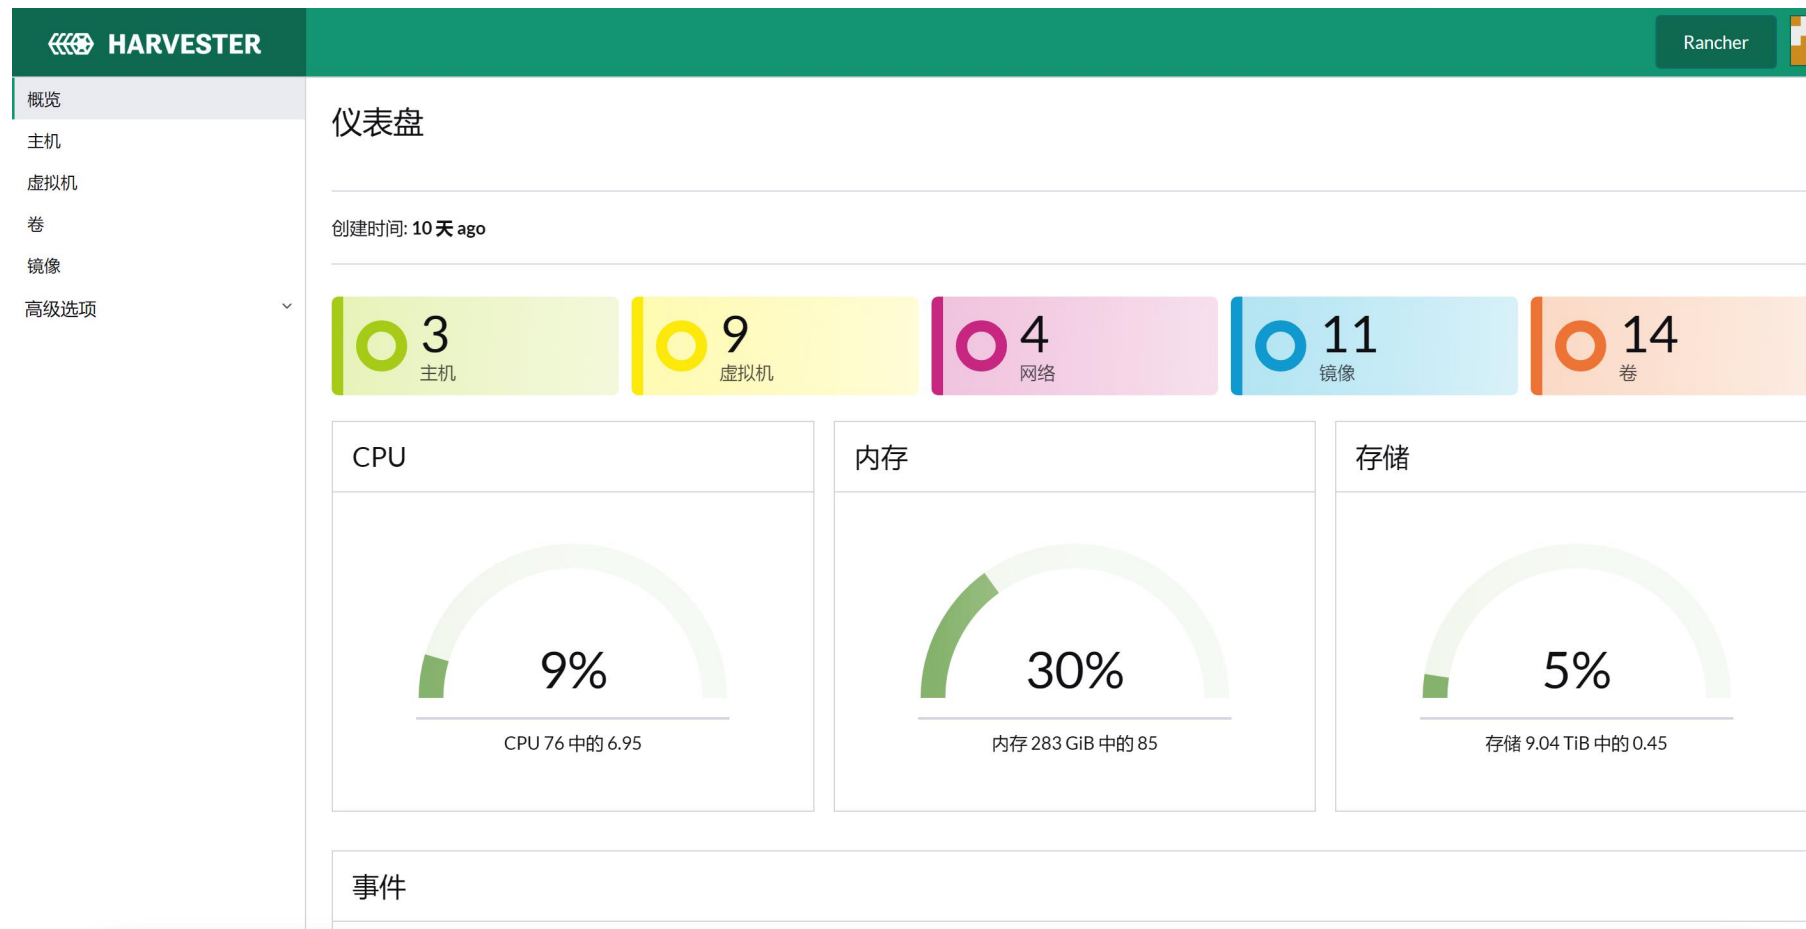 HARVESTER
Rancher
概览
主机
虚拟机
卷
镜像
高级选项
仪表盘
创建时间: 10 天 ago
3
主机
9
虚拟机
4
网络
11
镜像
14
卷
CPU
9%
CPU 76 中的 6.95
内存
30%
内存 283 GiB 中的 85
存储
5%
存储 9.04 TiB 中的 0.45
事件